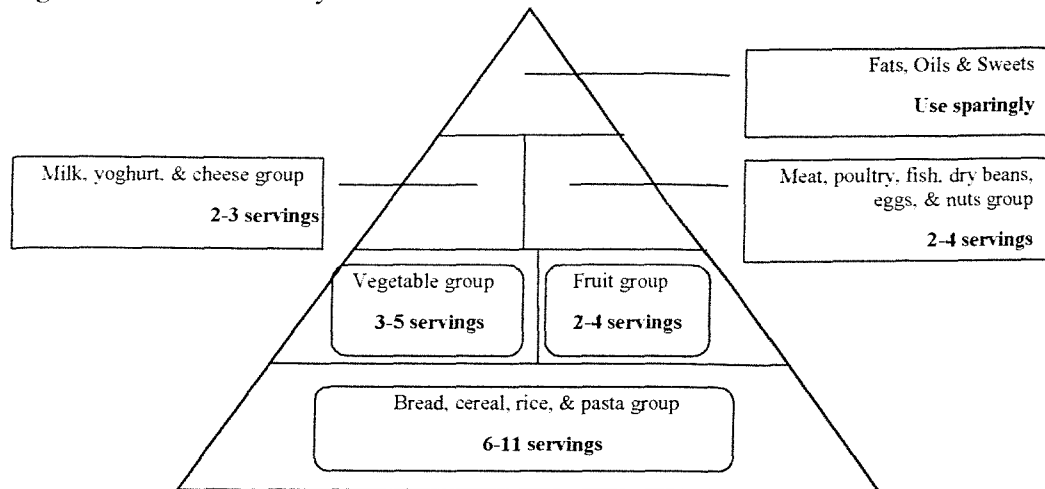 Fats, Oils & Sweets
Use sparingly
Milk, yoghurt, & cheese group
2-3 servings
Meat, poultry, fish, dry beans,
eggs, & nuts group
2-4 servings
Vegetable group
3-5 servings
Fruit group
2-4 servings
Bread, cereal, rice, & pasta group
6-11 servings